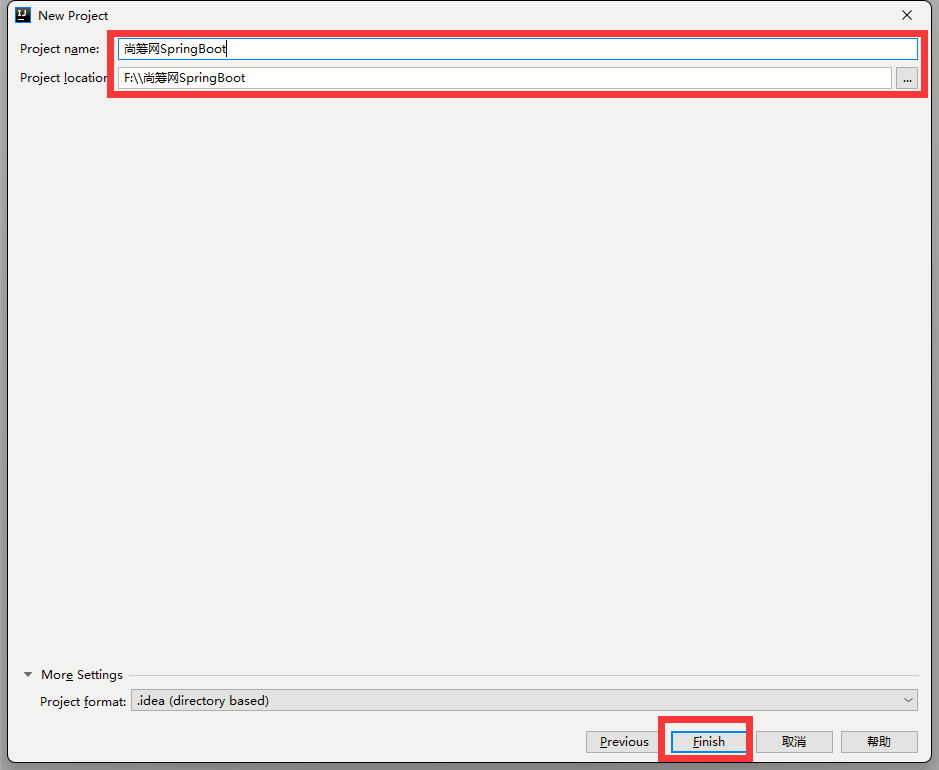 New Project
Project name: 尚筹网SpringBoot
Project location F:\\尚筹网SpringBoot ...
More Settings
Project format: .idea (directory based)
Previous Finish 取消 帮助